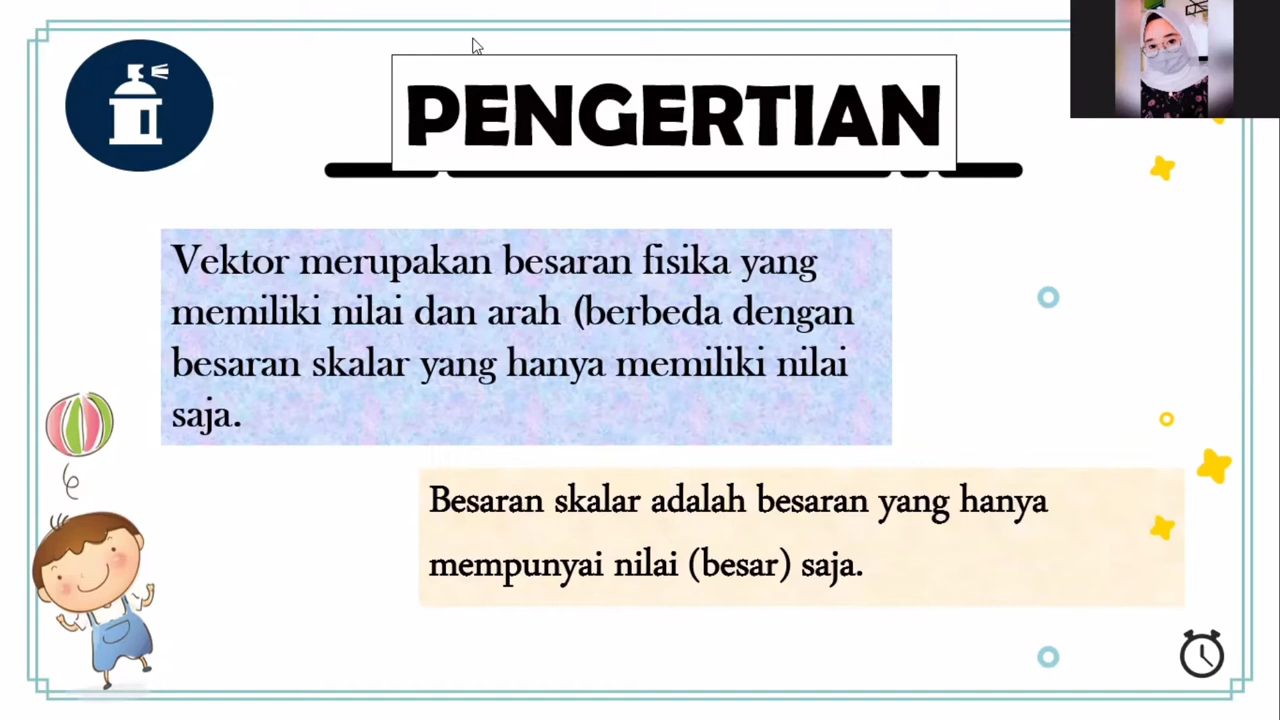 PENGERTIAN
Vektor merupakan besaran fisika yang
memiliki nilai dan arah (berbeda dengan
besaran skalar yang hanya memiliki nilai
saja.
Besaran skalar adalah besaran yang hanya
mempunyai nilai (besar) saja.